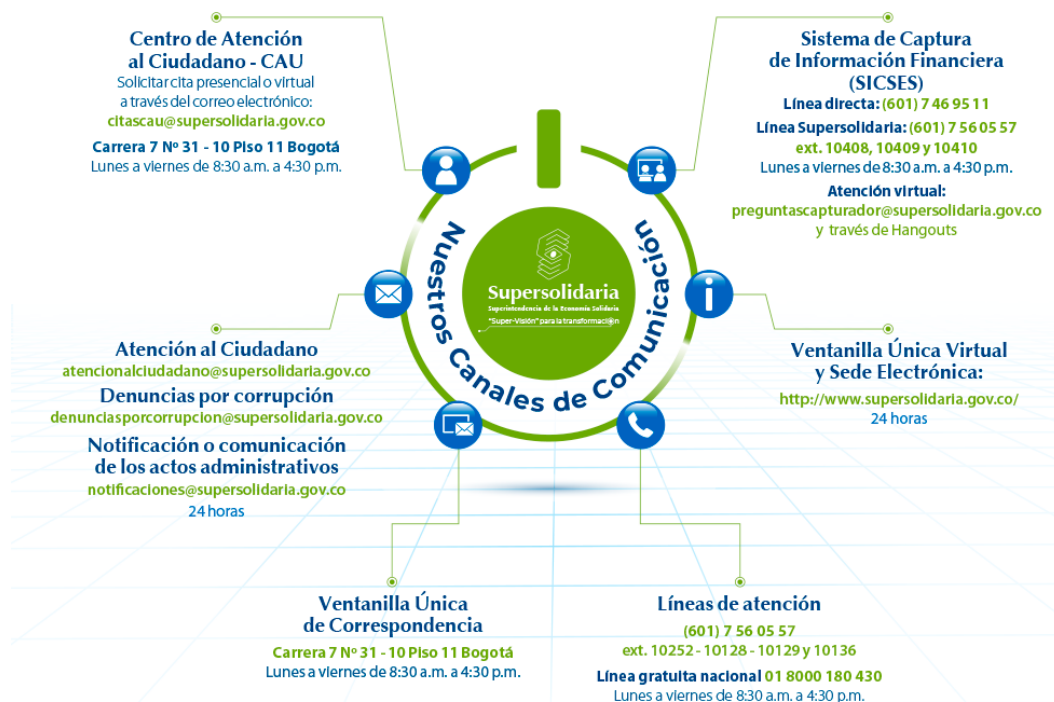 Centro de Atención
al Ciudadano - CAU
Solicitar cita presencial o virtual
a través del correo electrónico:
citascau@supersolidaria.gov.co
Carrera 7 Nº 31 - 10 Piso 11 Bogotá
Lunes a viernes de 8:30 a.m. a 4:30 p.m.
Sistema de Captura
de Información Financiera
(SICSES)
Línea directa: (601) 7 46 95 11
Línea Supersolidaria: (601) 7 56 05 57
ext. 10408, 10409 y 10410
Lunes a viernes de 8:30 a.m. a 4:30 p.m.
Atención virtual:
preguntascapturador@supersolidaria.gov.co
y través de Hangouts
Nuestros Canales de Comunicación
Supersolidaria
Superintendencia de la Economía Solidaria
"Super-Visión" para la transformación
Atención al Ciudadano
atencionalciudadano@supersolidaria.gov.co
Denuncias por corrupción
denunciasporcorrupcion@supersolidaria.gov.co
Notificación o comunicación
de los actos administrativos
notificaciones@supersolidaria.gov.co
24 horas
Ventanilla Única Virtual
y Sede Electrónica:
http://www.supersolidaria.gov.co/
24 horas
Ventanilla Única
de Correspondencia
Carrera 7 Nº 31 - 10 Piso 11 Bogotá
Lunes a viernes de 8:30 a.m. a 4:30 p.m.
Líneas de atención
(601) 7 56 05 57
ext. 10252 - 10128 - 10129 y 10136
Línea gratuita nacional 01 8000 180 430
Lunes a viernes de 8:30 a.m. a 4:30 p.m.